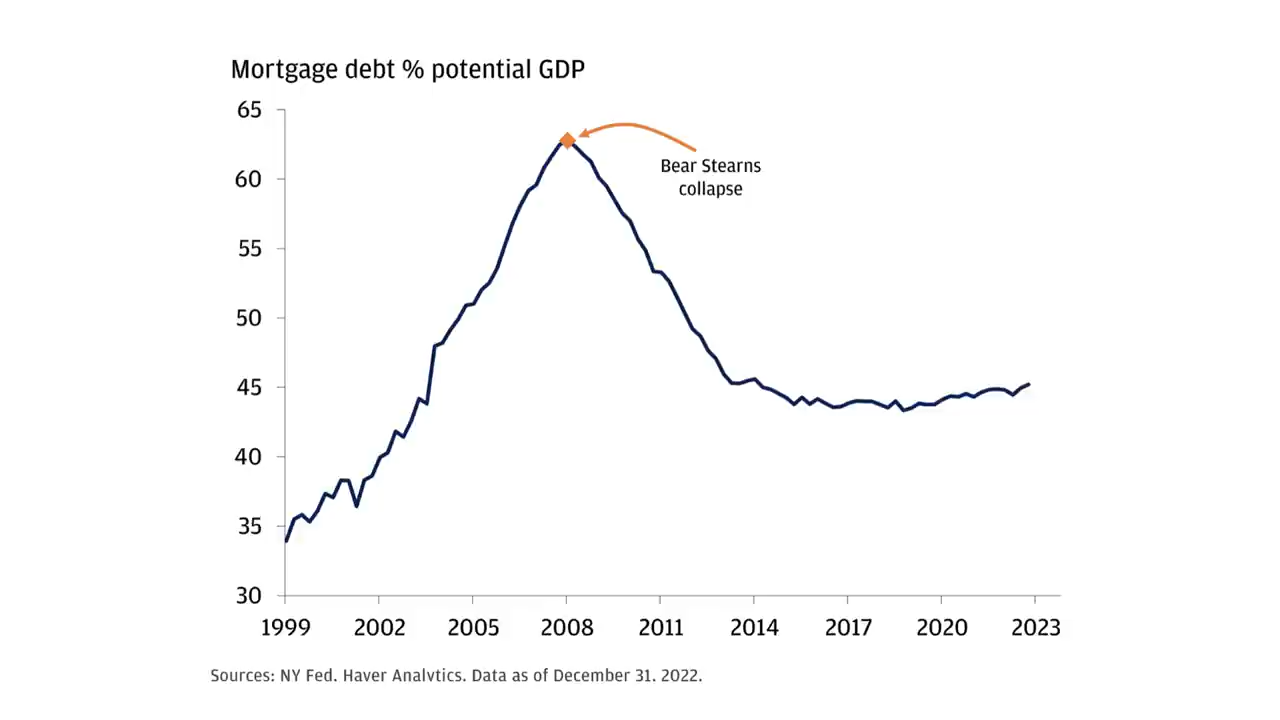 Mortgage debt % potential GDP
65
60
55
50
45
40
35
30
Bear Stearns
collapse
1999 2002 2005 2008 2011 2014 2017 2020 2023
Sources: NY Fed. Haver Analytics. Data as of December 31. 2022.